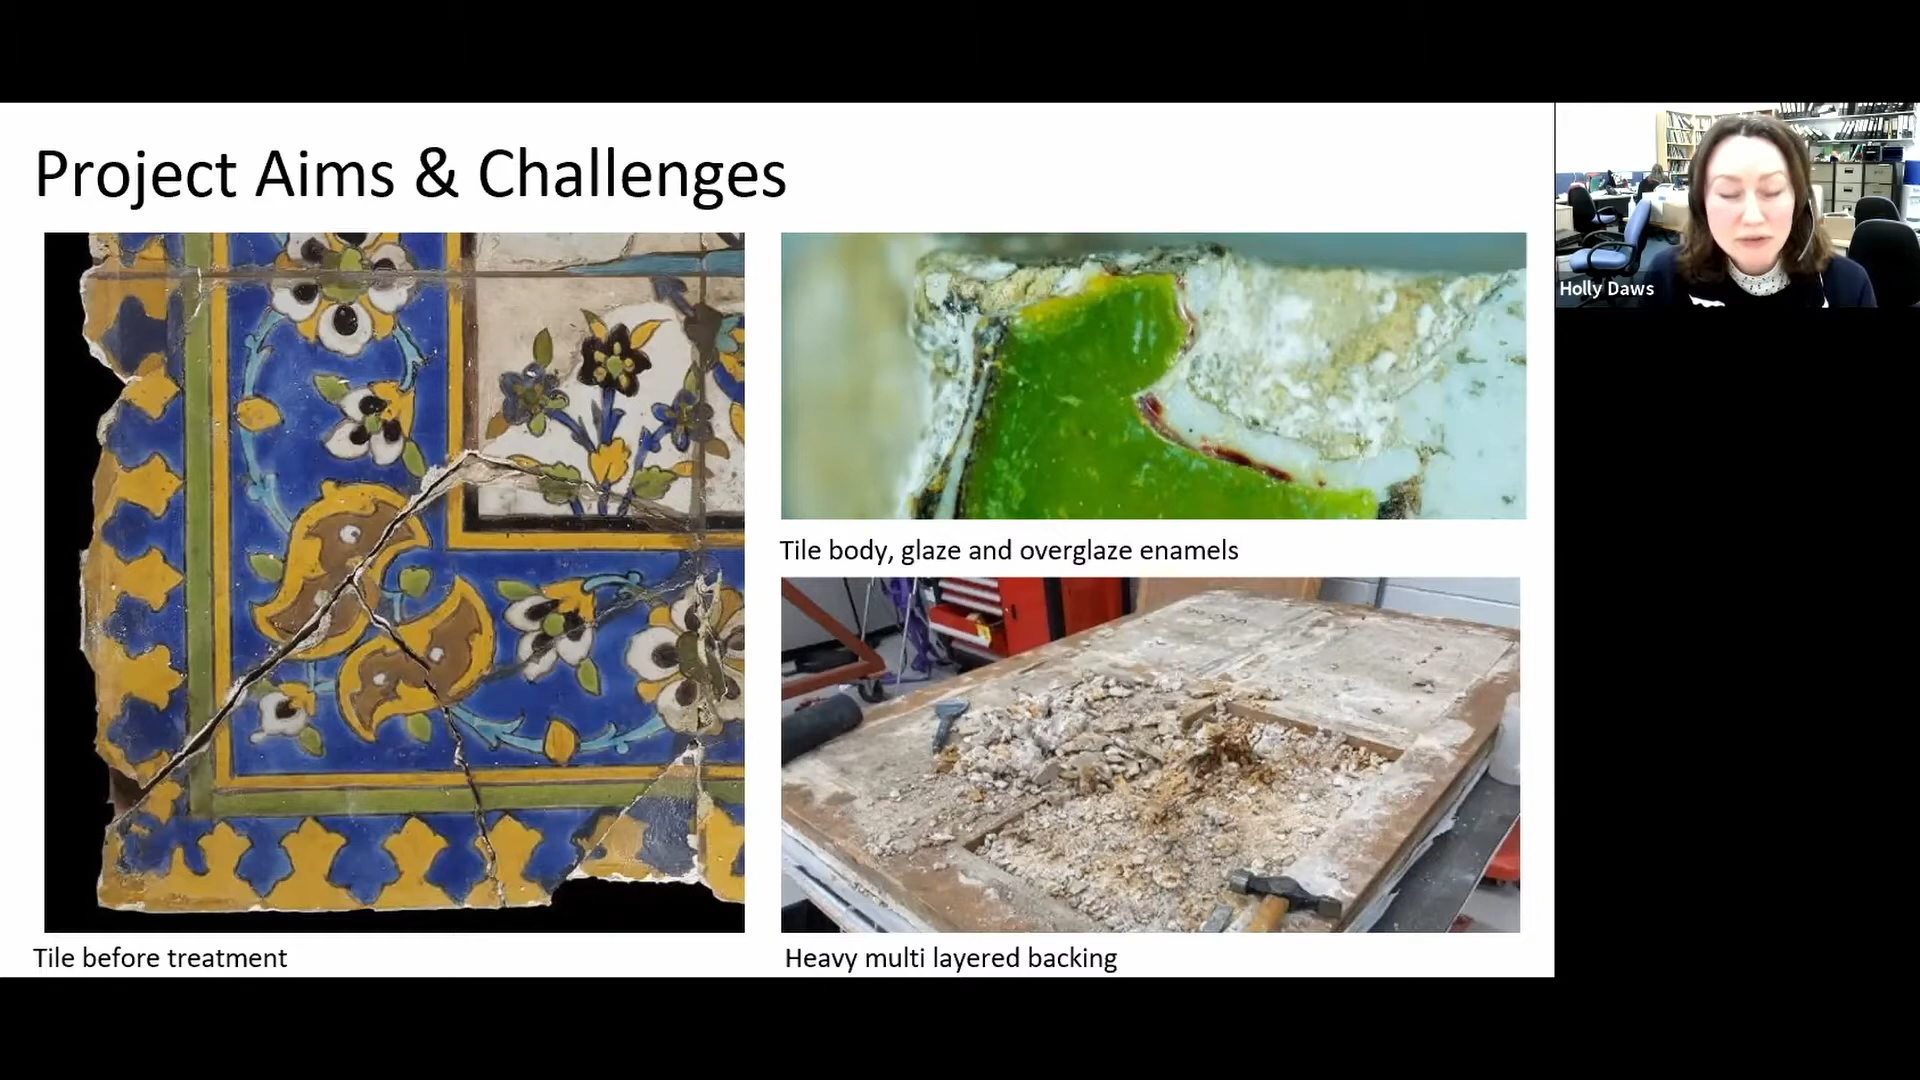 Project Aims & Challenges
Holly Daws
Tile body, glaze and overglaze enamels
Tile before treatment
Heavy multi layered backing